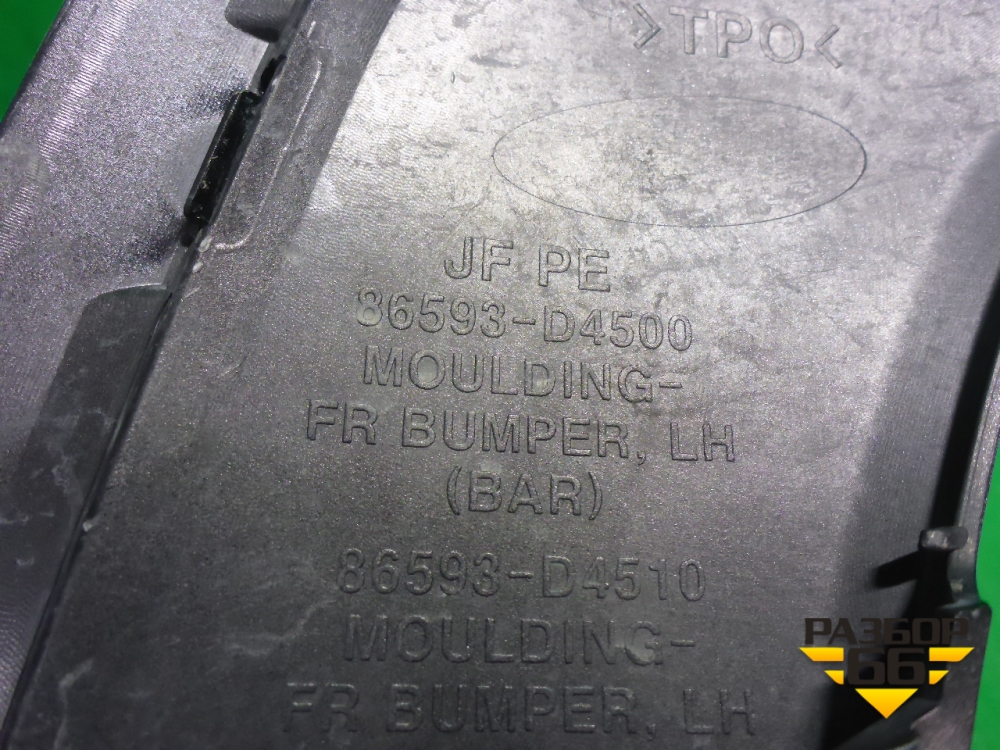 >TPO<
JF PE
86593-D4500
MOULDING-
FR BUMPER, LH
(BAR)
86593-D4510
MOULDING-
FR BUMPER, LH
РАЗБОР
66